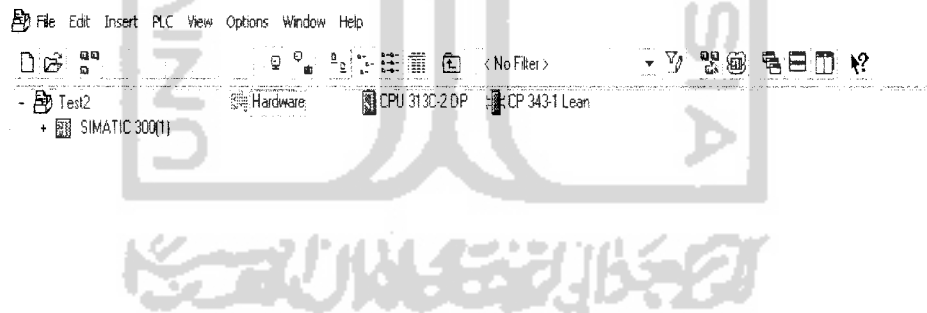 File Edit Insert PLC View Options Window Help
< No Filter >
Test2 Hardware CPU 313C-2 DP CP 343-1 Lean
SIMATIC 300(1)